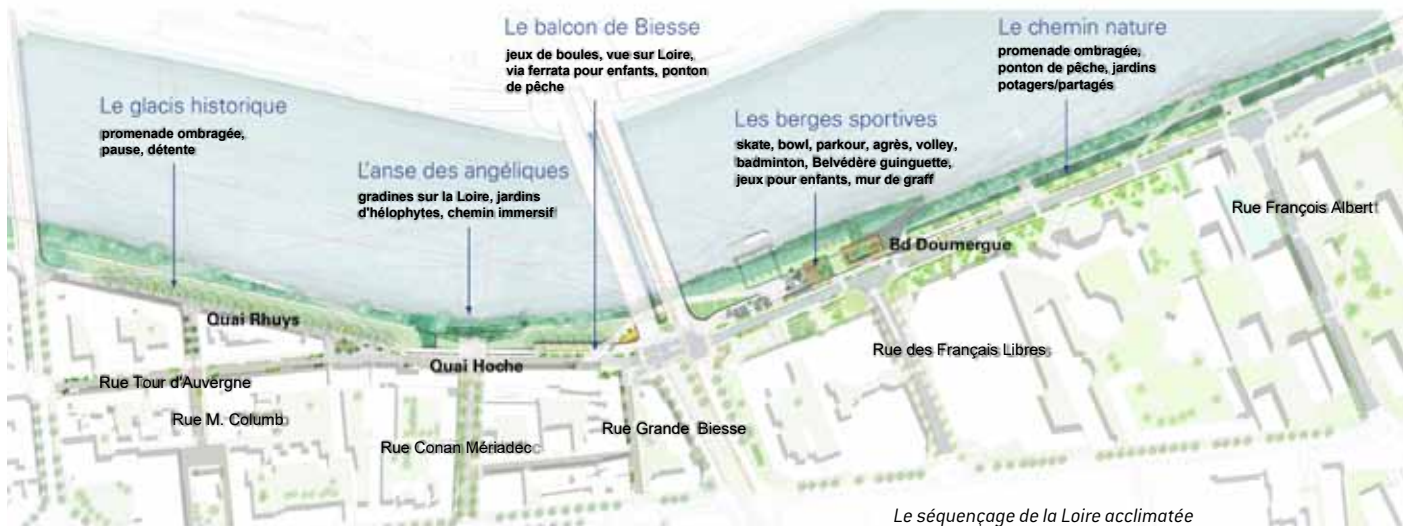 Le balcon de Biesse
jeux de boules, vue sur Loire,
via ferrata pour enfants, ponton
de pêche
Le chemin nature
promenade ombragée,
ponton de pêche, jardins
potagers/partagés
Le glacis historique
promenade ombragée,
pause, détente
Les berges sportives
skate, bowl, parkour, agrès, volley,
badminton, Belvédère guinguette,
jeux pour enfants, mur de graff
L'anse des angéliques
gradines sur la Loire, jardins
d'hélophytes, chemin immersif
Rue François Albert
Bd Doumergue
Quai Rhuys
Rue des Français Libres
Quai Hoche
Rue Tour d'Auvergne
Rue M. Columb
Rue Grande Biesse
Rue Conan Mériadec
Le séquençage de la Loire acclimatée